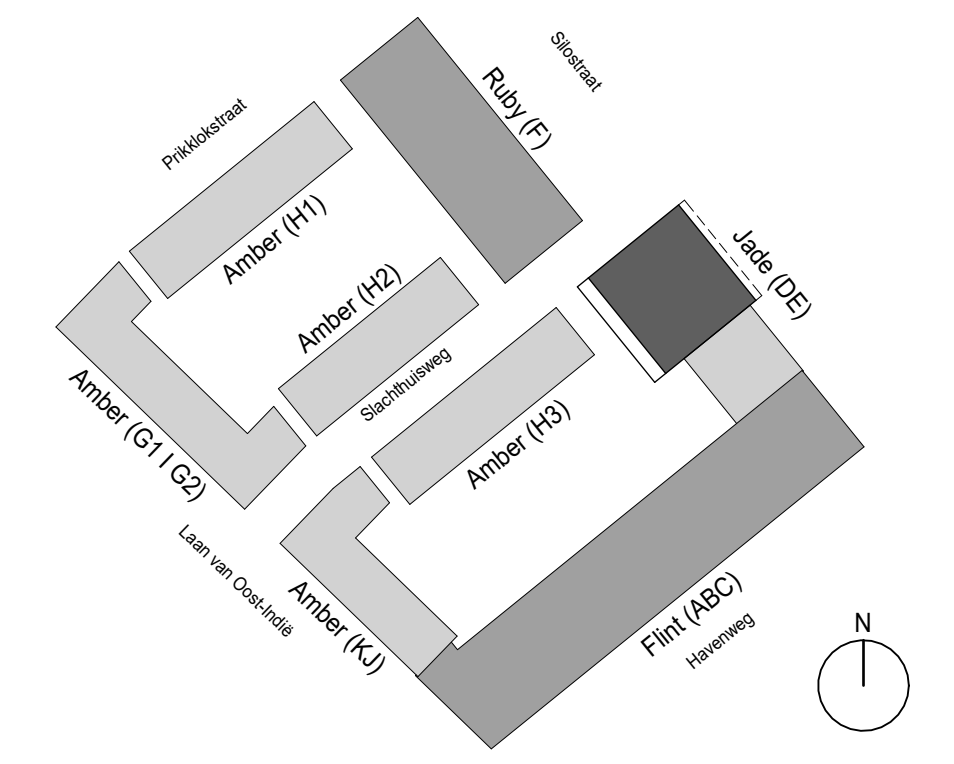 Silostraat
Ruby (F)
Prikklokstraat
Amber (H1)
Jade (DE)
Amber (H2)
Slachthuisweg
Amber (H3)
Amber (G1 I G2)
Laan van Oost-Indië
Amber (KJ)
Flint (ABC)
Havenweg
N